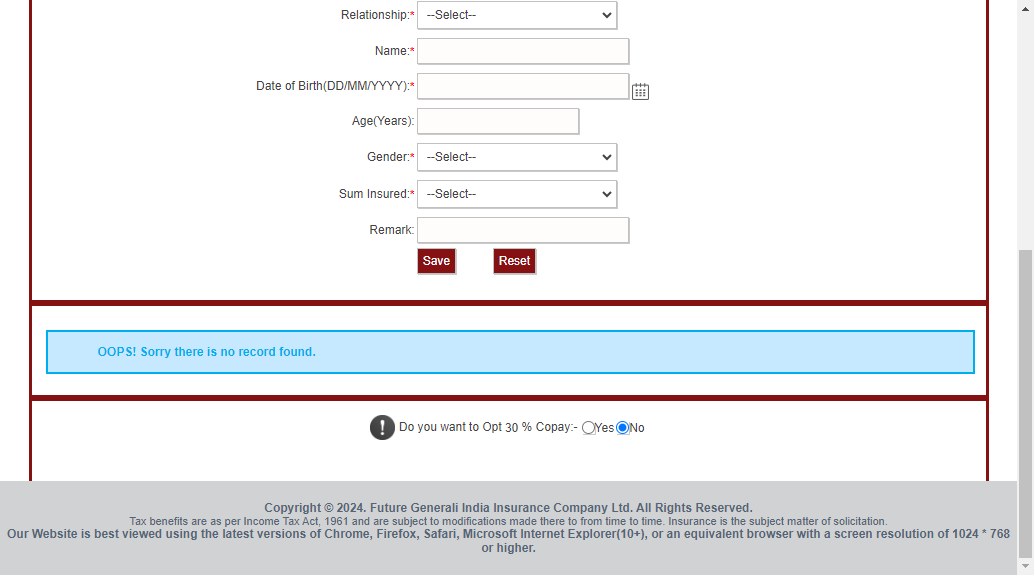 Relationship:* --Select--
Name:*
Date of Birth(DD/MM/YYYY):*
Age(Years):
Gender:* --Select--
Sum Insured:* --Select--
Remark:
Save Reset
OOPS! Sorry there is no record found.
Do you want to Opt 30 % Copay:- Yes No
Copyright © 2024. Future Generali India Insurance Company Ltd. All Rights Reserved.
Tax benefits are as per Income Tax Act, 1961 and are subject to modifications made there to from time to time. Insurance is the subject matter of solicitation.
Our Website is best viewed using the latest versions of Chrome, Firefox, Safari, Microsoft Internet Explorer(10+), or an equivalent browser with a screen resolution of 1024 * 768
or higher.